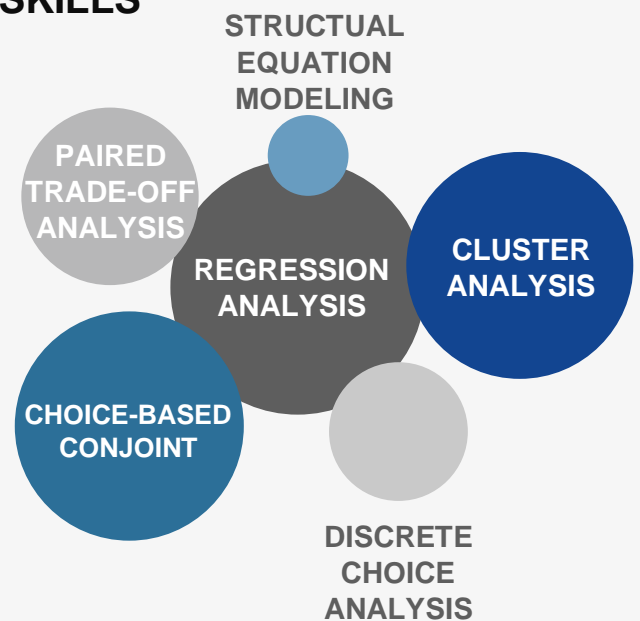 SKILLS
STRUCTUAL
EQUATION
MODELING
PAIRED
TRADE-OFF
ANALYSIS
REGRESSION
ANALYSIS
CLUSTER
ANALYSIS
CHOICE-BASED
CONJOINT
DISCRETE
CHOICE
ANALYSIS